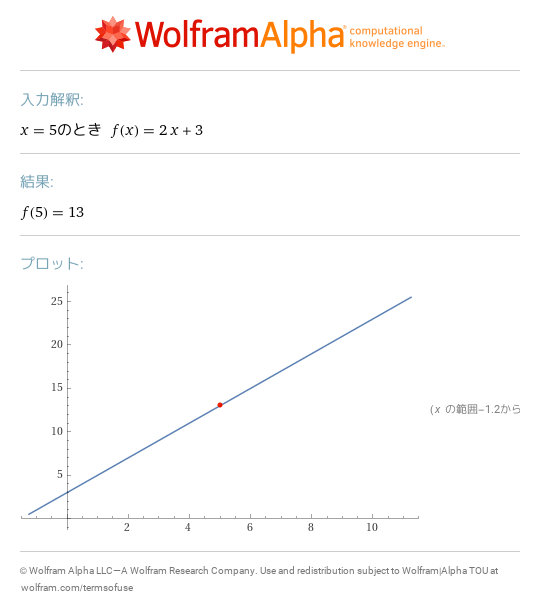 WolframAlpha computational
knowledge engine.
入力解釈:
x = 5のとき f(x) = 2 x + 3
結果:
f(5) = 13
プロット:
25
20
15
(x の範囲-1.2から
10
5
2 4 6 8 10
© Wolfram Alpha LLC—A Wolfram Research Company. Use and redistribution subject to Wolfram|Alpha TOU at
wolfram.com/termsofuse